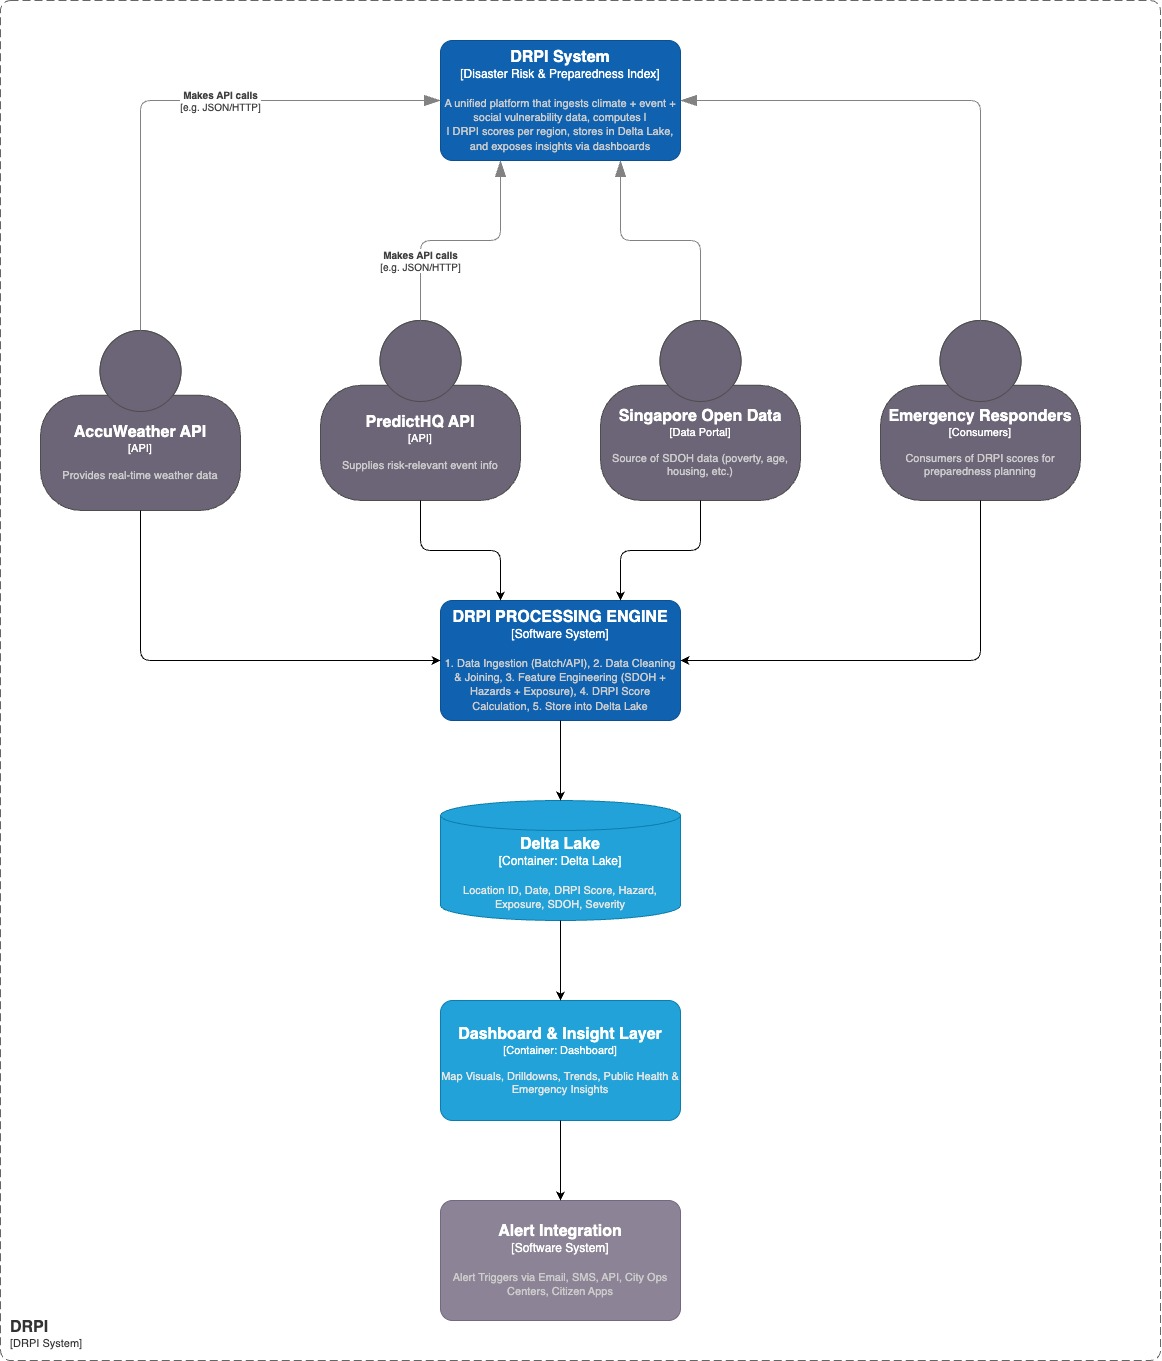 DRPI System
[Disaster Risk & Preparedness Index]
A unified platform that ingests climate + event +
social vulnerability data, computes I
I DRPI scores per region, stores in Delta Lake,
and exposes insights via dashboards
Makes API calls
[e.g. JSON/HTTP]
Makes API calls
[e.g. JSON/HTTP]
AccuWeather API
[API]
Provides real-time weather data
PredictHQ API
[API]
Supplies risk-relevant event info
Singapore Open Data
[Data Portal]
Source of SDOH data (poverty, age,
housing, etc.)
Emergency Responders
[Consumers]
Consumers of DRPI scores for
preparedness planning
DRPI PROCESSING ENGINE
[Software System]
1. Data Ingestion (Batch/API), 2. Data Cleaning
& Joining, 3. Feature Engineering (SDOH +
Hazards + Exposure), 4. DRPI Score
Calculation, 5. Store into Delta Lake
Delta Lake
[Container: Delta Lake]
Location ID, Date, DRPI Score, Hazard,
Exposure, SDOH, Severity
Dashboard & Insight Layer
[Container: Dashboard]
Map Visuals, Drilldowns, Trends, Public Health &
Emergency Insights
Alert Integration
[Software System]
Alert Triggers via Email, SMS, API, City Ops
Centers, Citizen Apps
DRPI
[DRPI System]